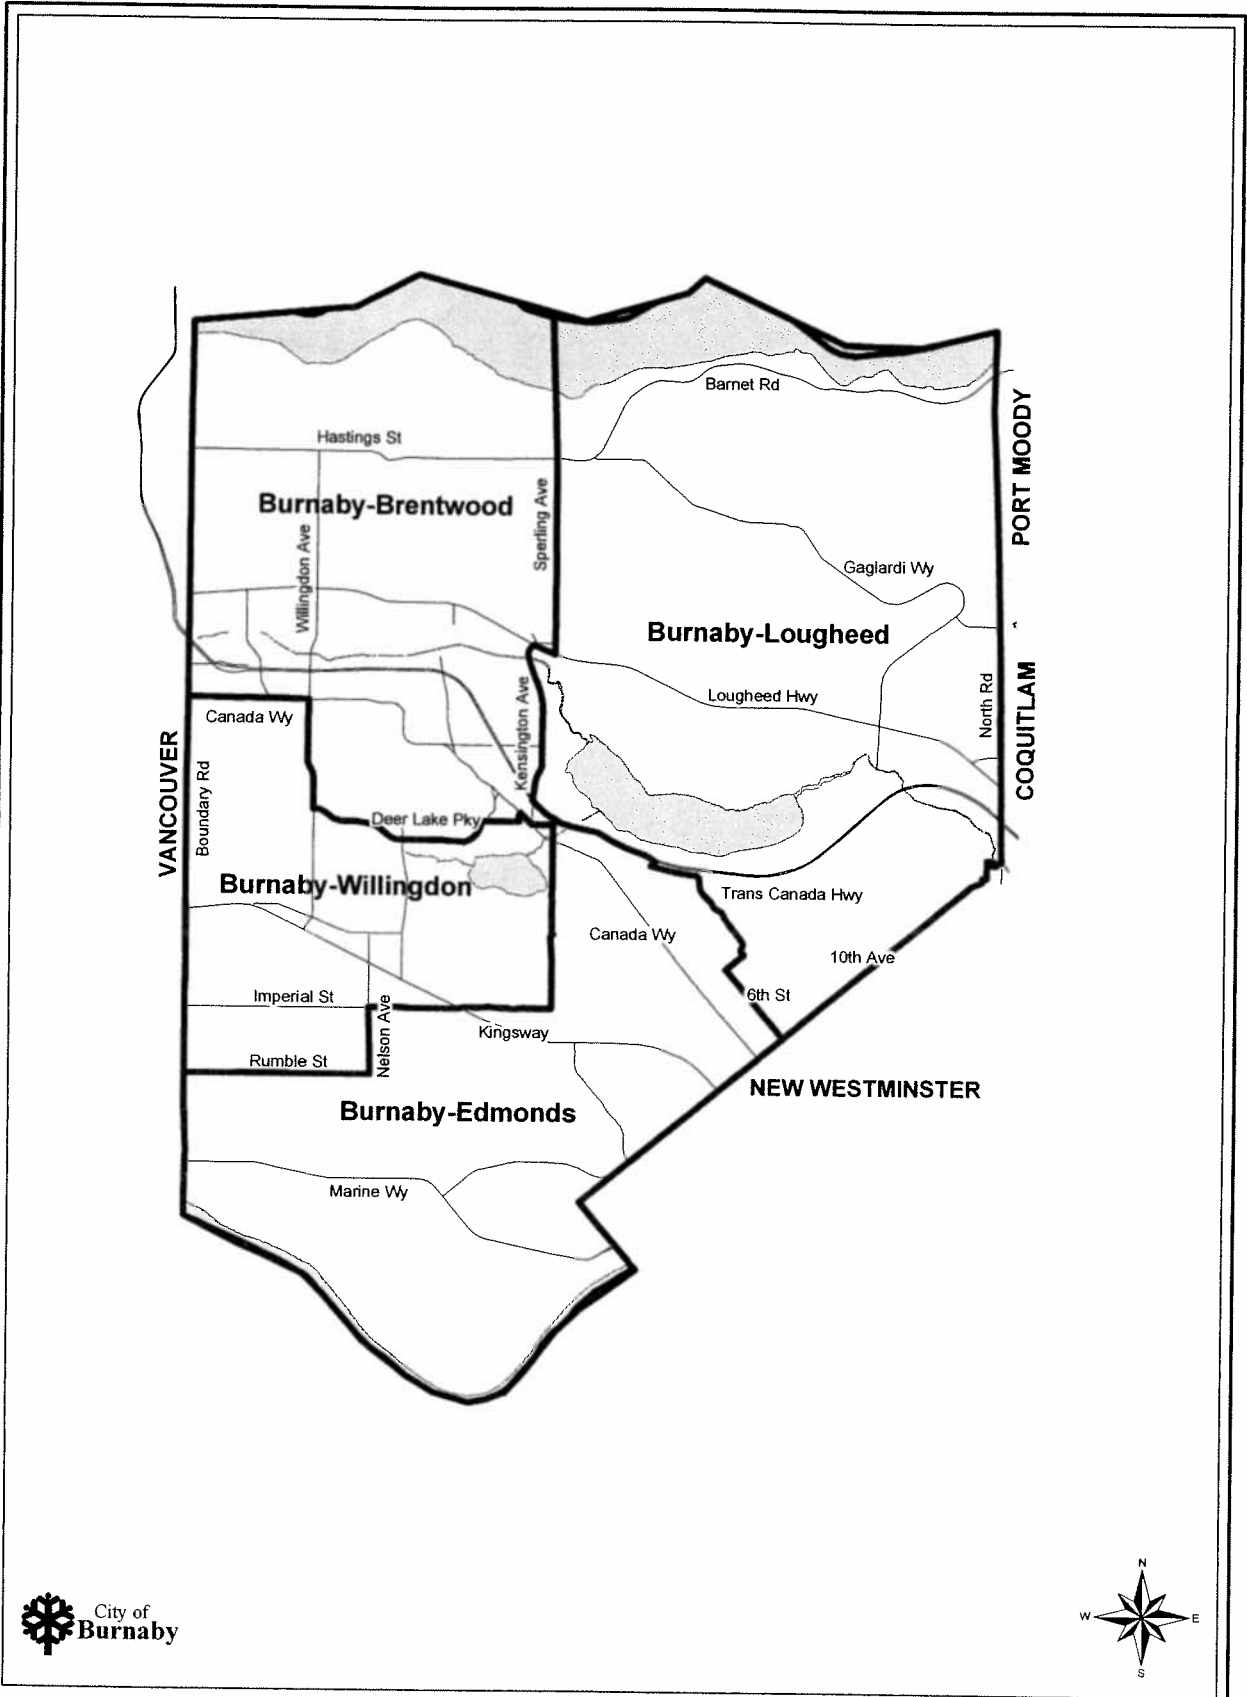 Barnet Rd
Hastings St
PORT MOODY
Burnaby-Brentwood
Sperling Ave
Willingdon Ave
Gaglardi Wy
Burnaby-Lougheed
Lougheed Hwy
North Rd
COQUITLAM
Kensington Ave
Canada Wy
VANCOUVER
Boundary Rd
Deer Lake Pky
Burnaby-Willingdon
Trans Canada Hwy
Canada Wy
10th Ave
Imperial St
6th St
Nelson Ave
Kingsway
Rumble St
NEW WESTMINSTER
Burnaby-Edmonds
Marine Wy
N
W
E
S
City of
Burnaby